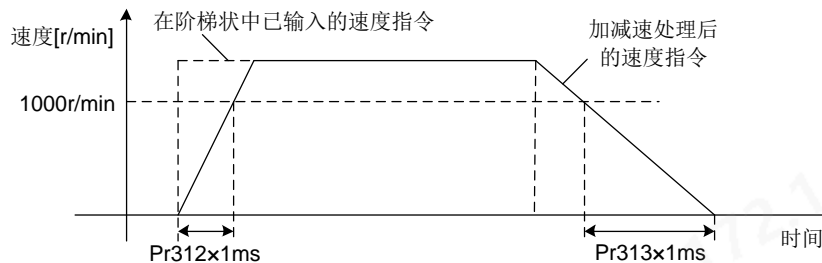 在阶梯状中已输入的速度指令
速度[r/min]
加减速处理后
的速度指令
1000r/min
Pr312×1ms
Pr313×1ms
时间